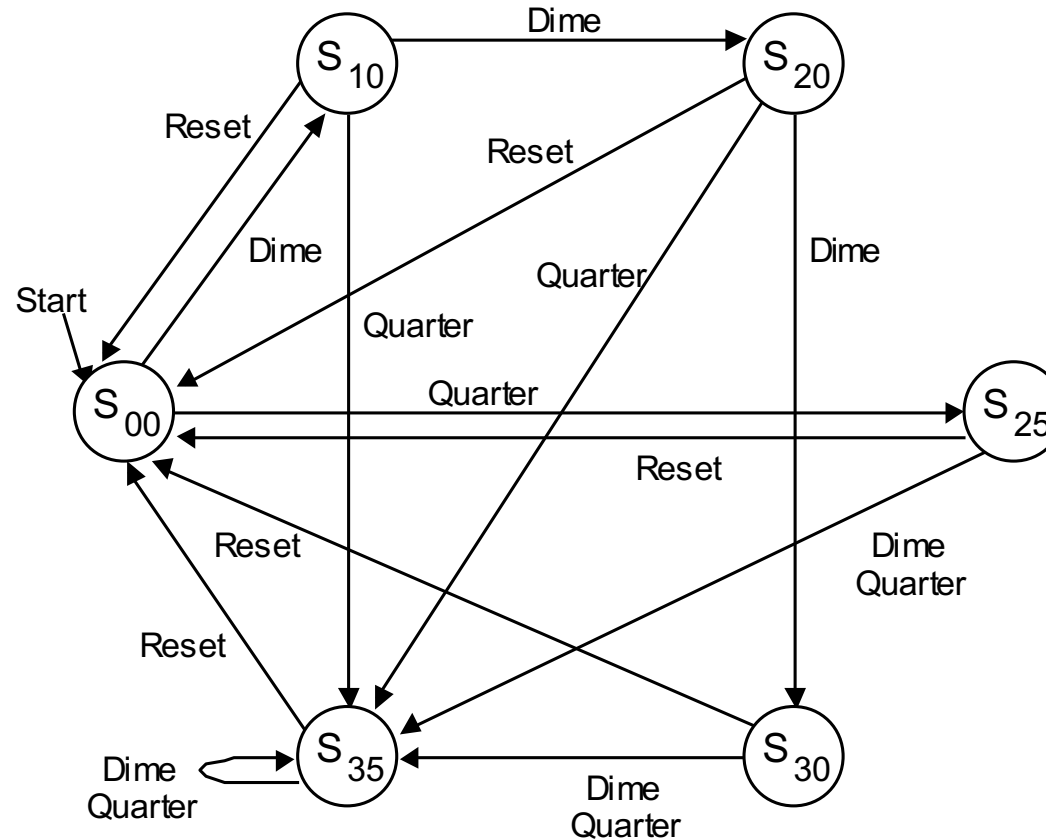 Dime
S10
S20
Reset
Reset
Dime
Quarter
Dime
Start
Quarter
Quarter
S00
S25
Reset
Reset
Dime
Quarter
Reset
S35
S30
Dime
Quarter
Dime
Quarter